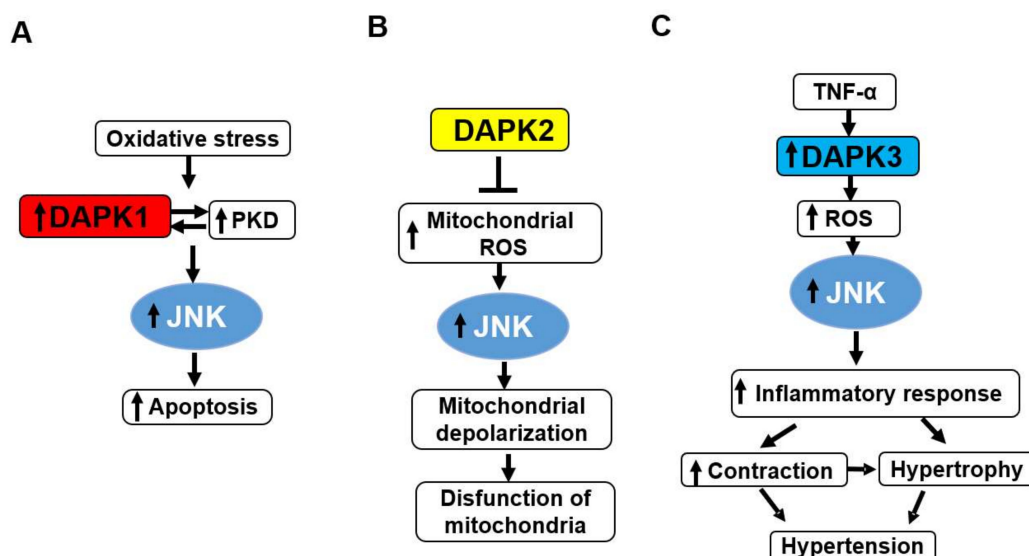 A
Oxidative stress
DAPK1
PKD
JNK
Apoptosis
B
DAPK2
Mitochondrial
ROS
JNK
Mitochondrial
depolarization
Disfunction of
mitochondria
C
TNF-α
DAPK3
ROS
JNK
Inflammatory response
Contraction
Hypertrophy
Hypertension